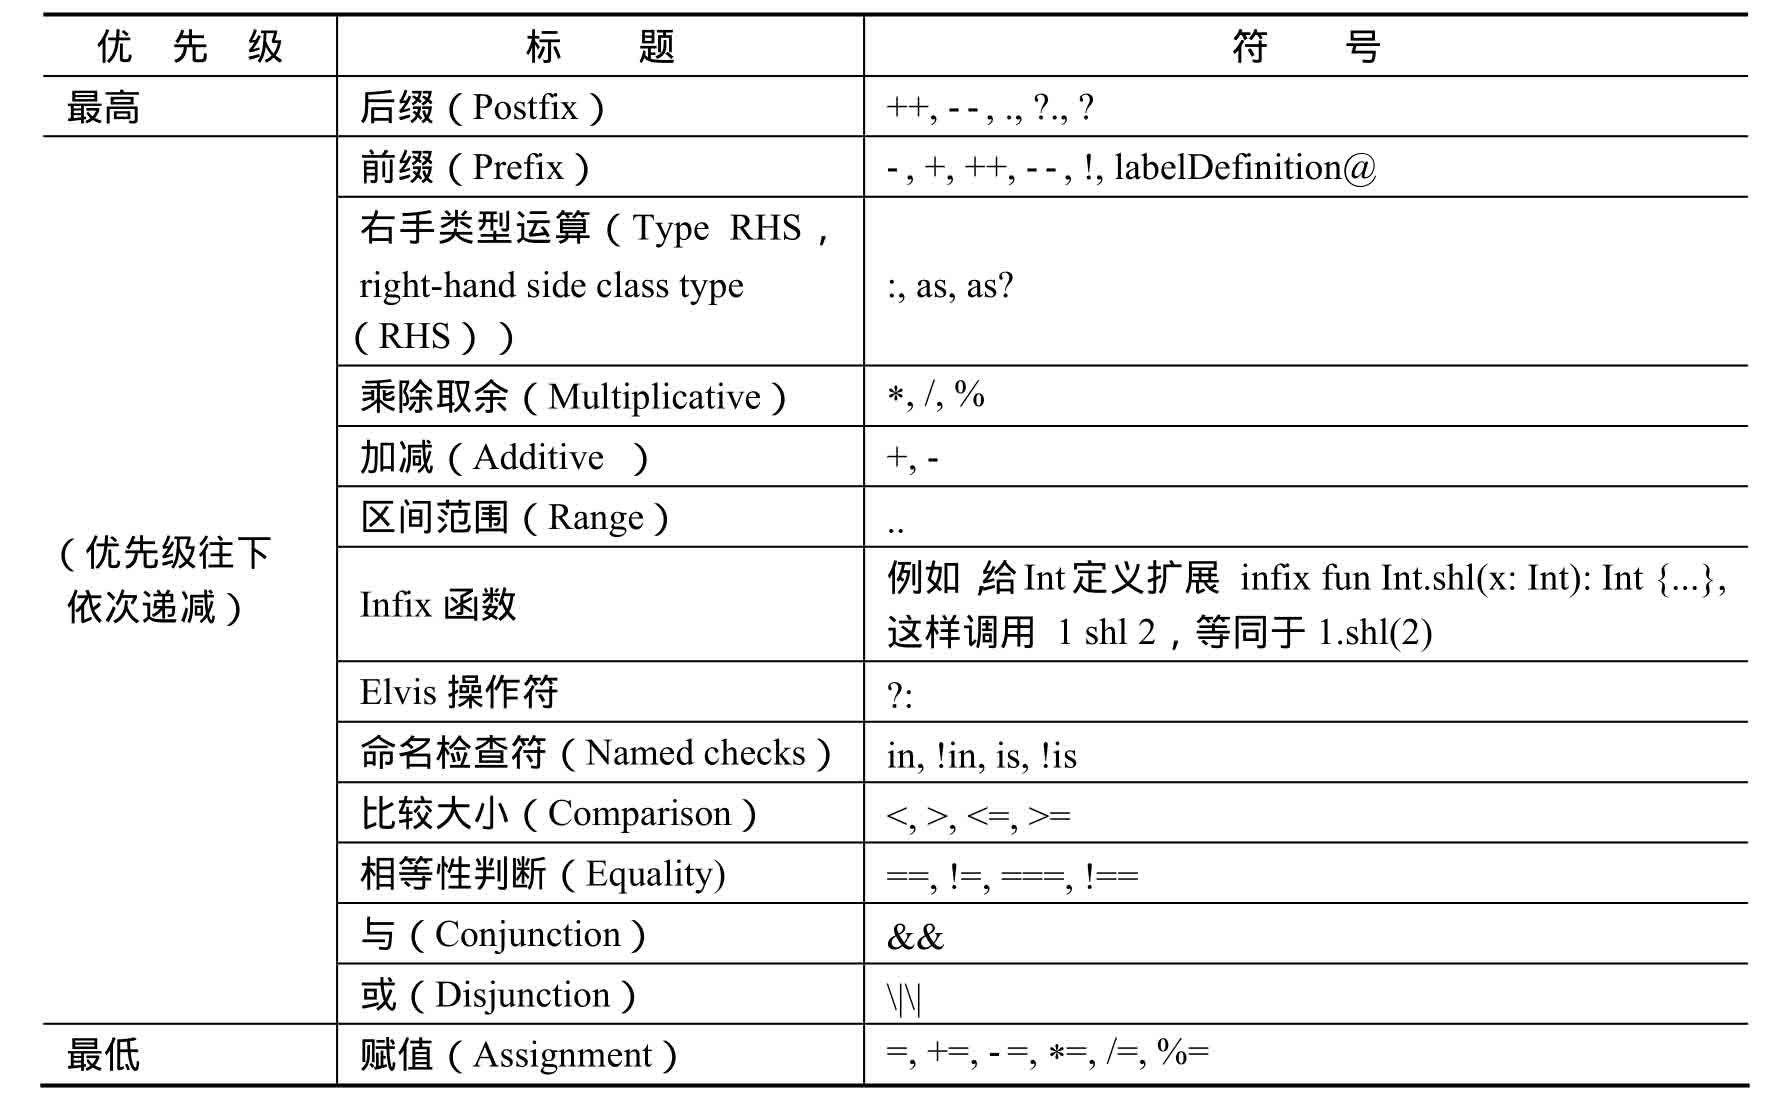 优 先 级 标 题 符 号
最高 后缀（Postfix） ++, --, ., ?., ?
前缀（Prefix） -, +, ++, --, !, labelDefinition@
右手类型运算（Type RHS，
right-hand side class type
（RHS）） :, as, as?
乘除取余（Multiplicative） *, /, %
加减（Additive ） +, -
区间范围（Range） ..
（优先级往下
依次递减）
Infix 函数 例如,给Int定义扩展 infix fun Int.shl(x: Int): Int {...},
这样调用 1 shl 2，等同于 1.shl(2)
Elvis 操作符 ?:
命名检查符（Named checks） in, !in, is, !is
比较大小（Comparison） <, >, <=, >=
相等性判断（Equality) ==, !=, ===, !==
与（Conjunction） &&
或（Disjunction） \|\|
最低 赋值（Assignment） =, +=, -=, *=, /=, %=